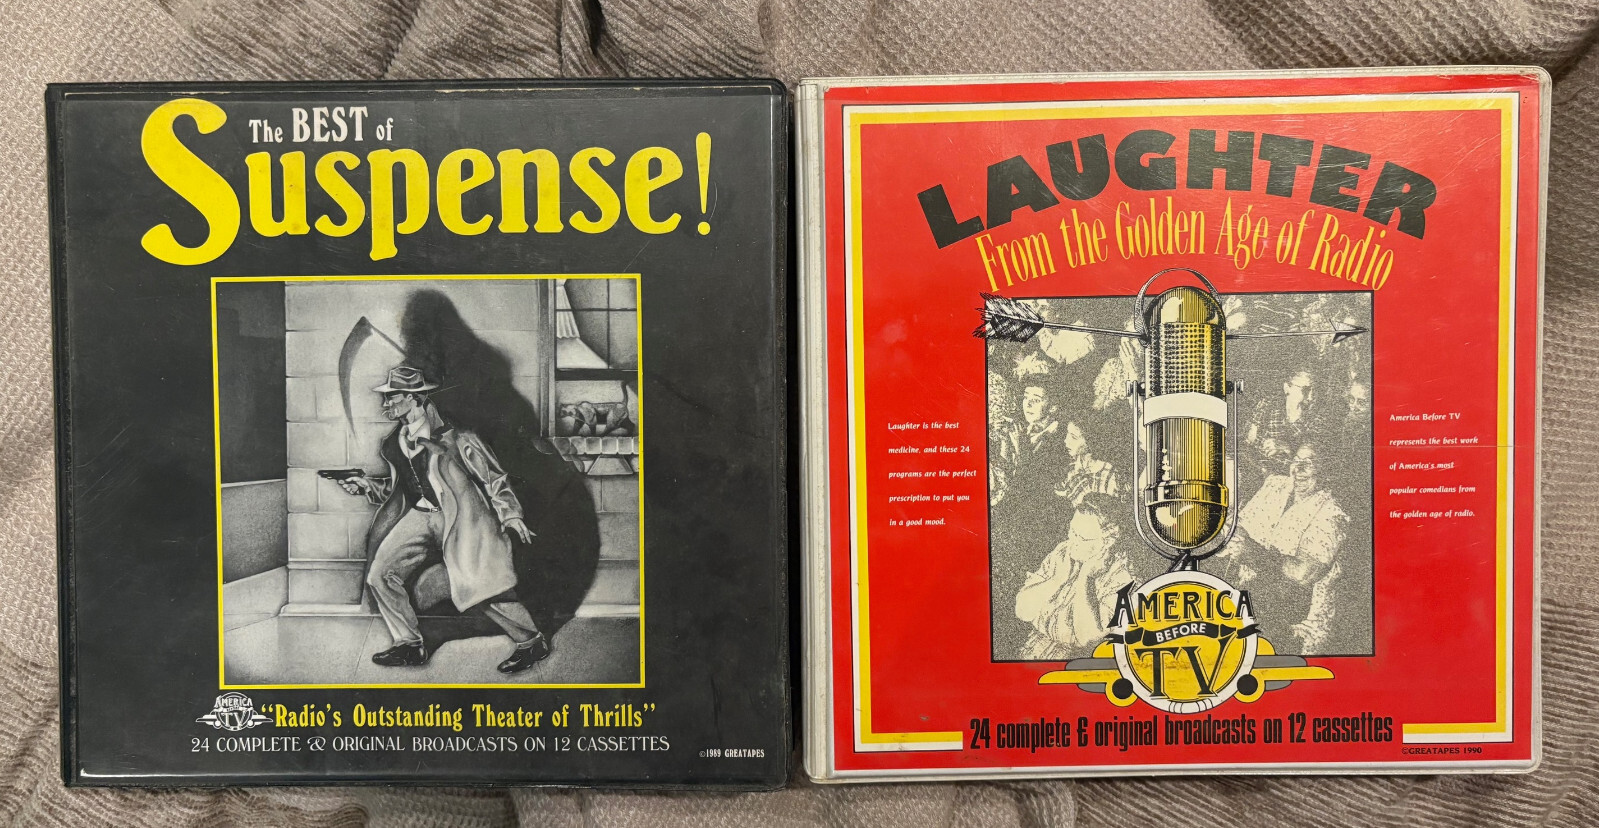 The BEST of
Suspense!
AMERICA
BEFORE
TV
"Radio's Outstanding Theater of Thrills"
24 COMPLETE & ORIGINAL BROADCASTS ON 12 CASSETTES
©1989 GREATAPES
LAUGHTER
From the Golden Age of Radio
Laughter is the best
medicine, and these 24
programs are the perfect
prescription to put you
in a good mood.
America Before TV
represents the best work
of America's most
popular comedians from
the golden age of radio.
AMERICA
BEFORE
TV
24 complete & original broadcasts on 12 cassettes
©GREATAPES 1990